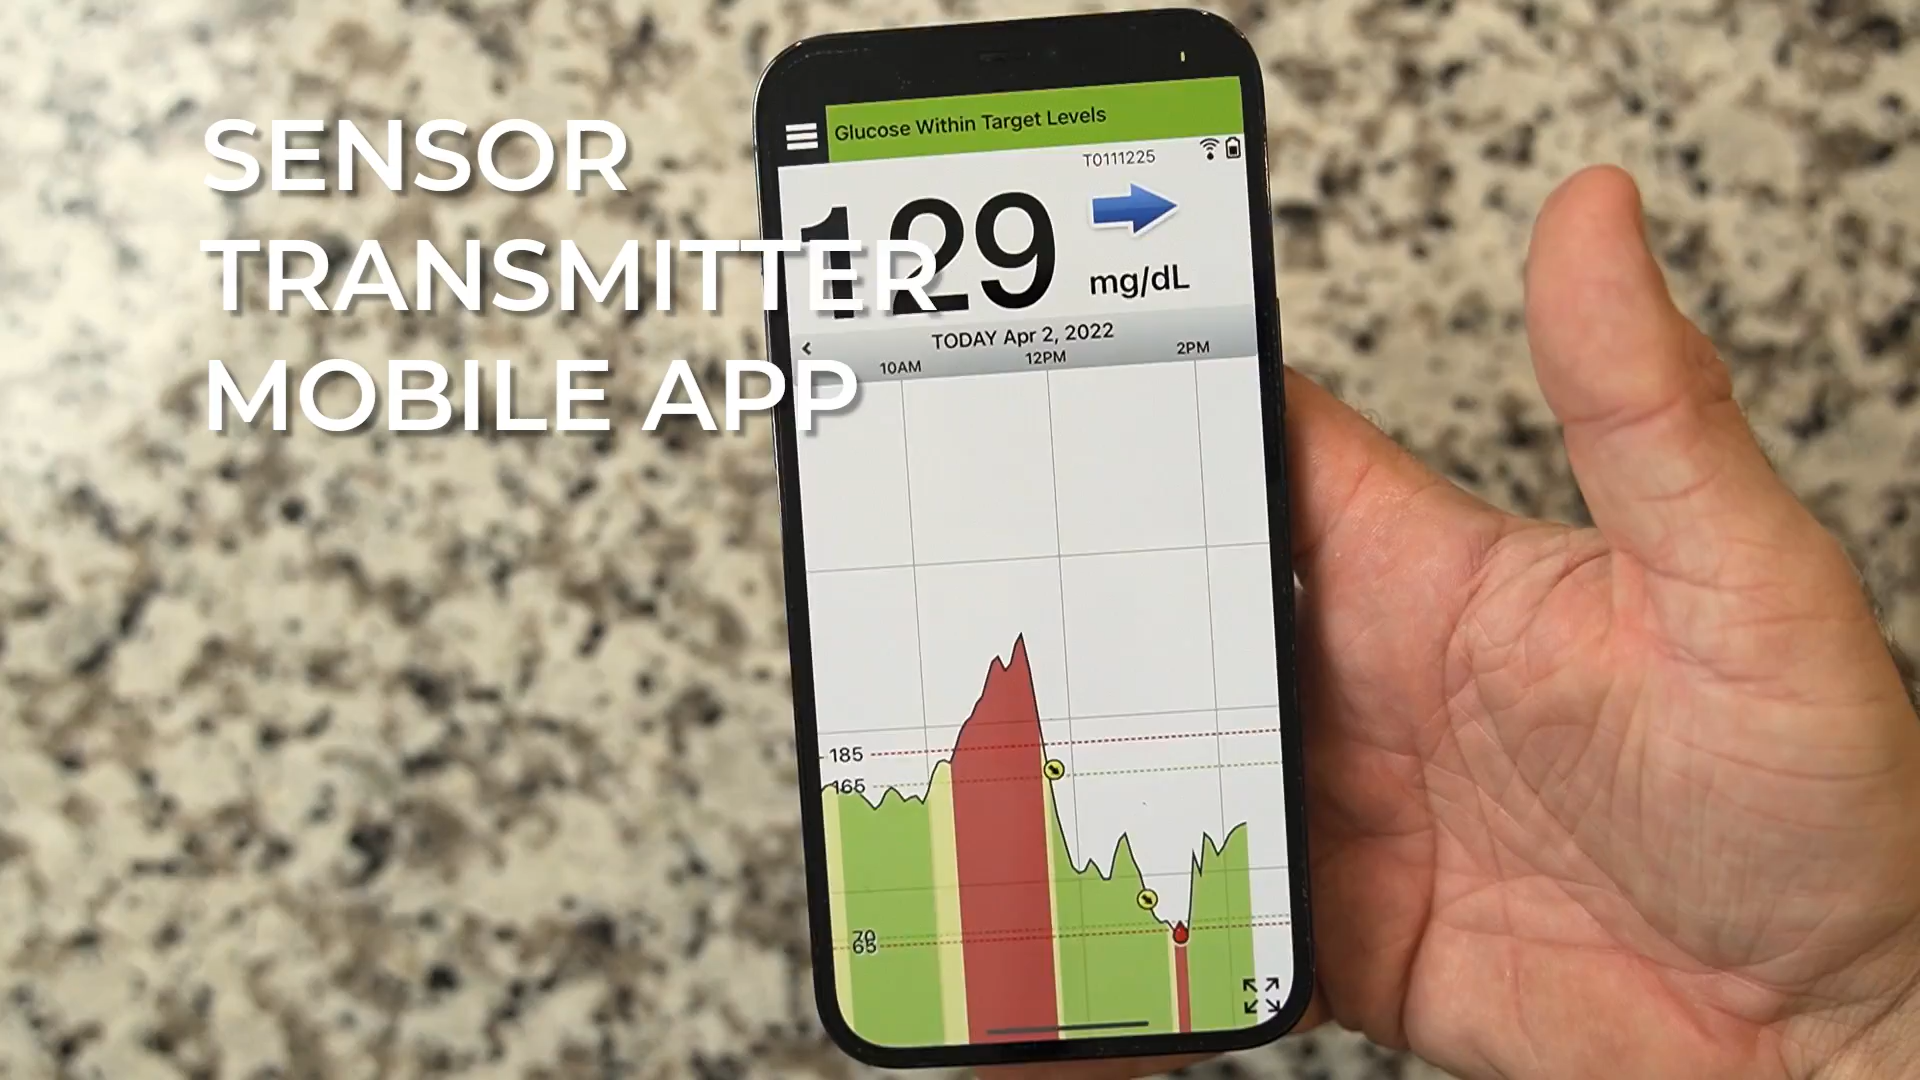 SENSOR
TRANSMITTER
MOBILE APP
Glucose Within Target Levels
T0111225
129
mg/dL
TODAY Apr 2, 2022
10AM 12PM 2PM
185
165
70
65